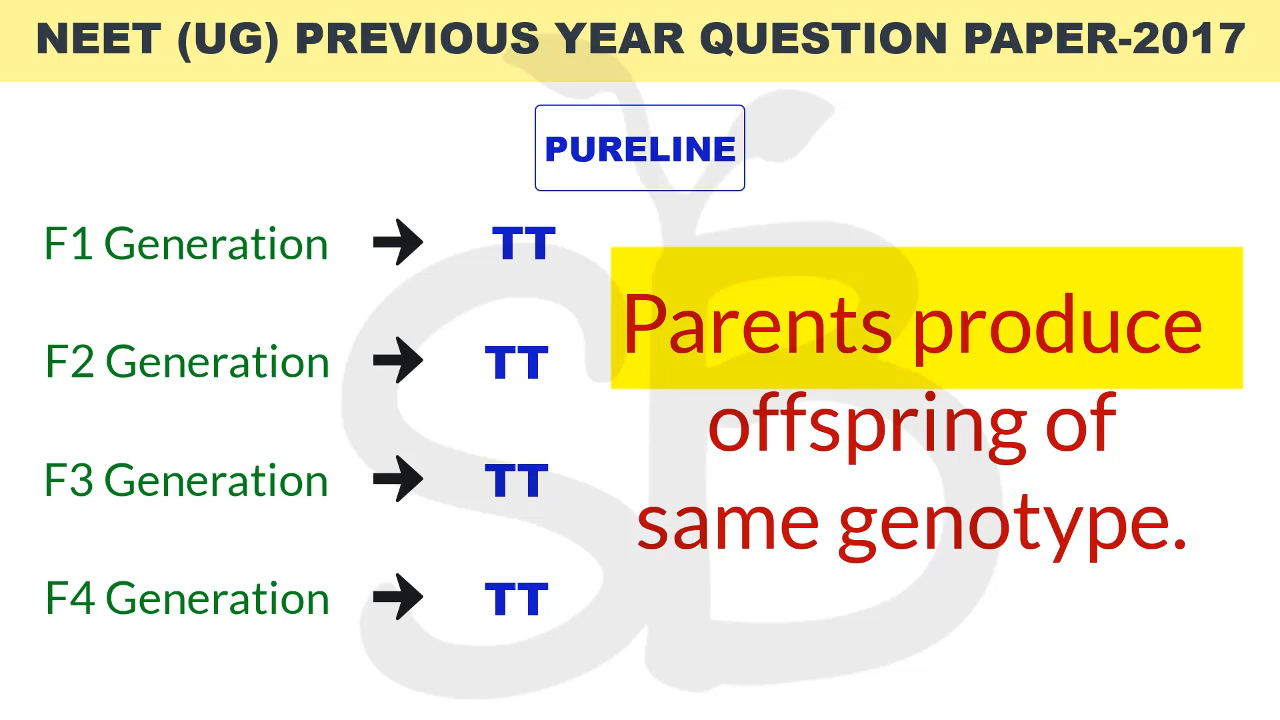 NEET (UG) PREVIOUS YEAR QUESTION PAPER-2017
PURELINE
F1 Generation → TT
F2 Generation → TT
F3 Generation → TT
F4 Generation → TT
Parents produce
offspring of
same genotype.